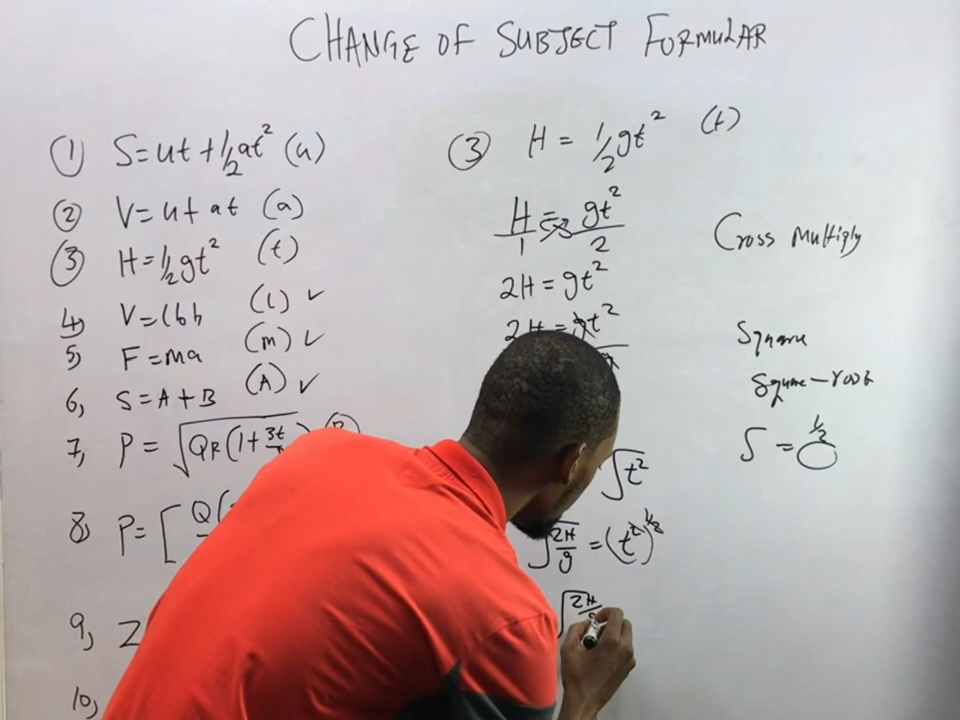 CHANGE OF SUBJECT FORMULAR
① S=ut+1/2at² (u)
② V=u+at (a)
③ H=1/2gt² (t)
4, V=lbh (l) ✓
5, F=ma (m) ✓
6, S=A+B (A) ✓
7, P=√QR(1+3t/
8, P=[Q(
9, Z
10,
③ H=1/2gt² (t)
H/1=gt²/2
2H=gt²
2H=gt²
√t²
√2H/g=(t²)^1/2
√2H/
Cross Multiply
Square
Square-root
√ = 1/2